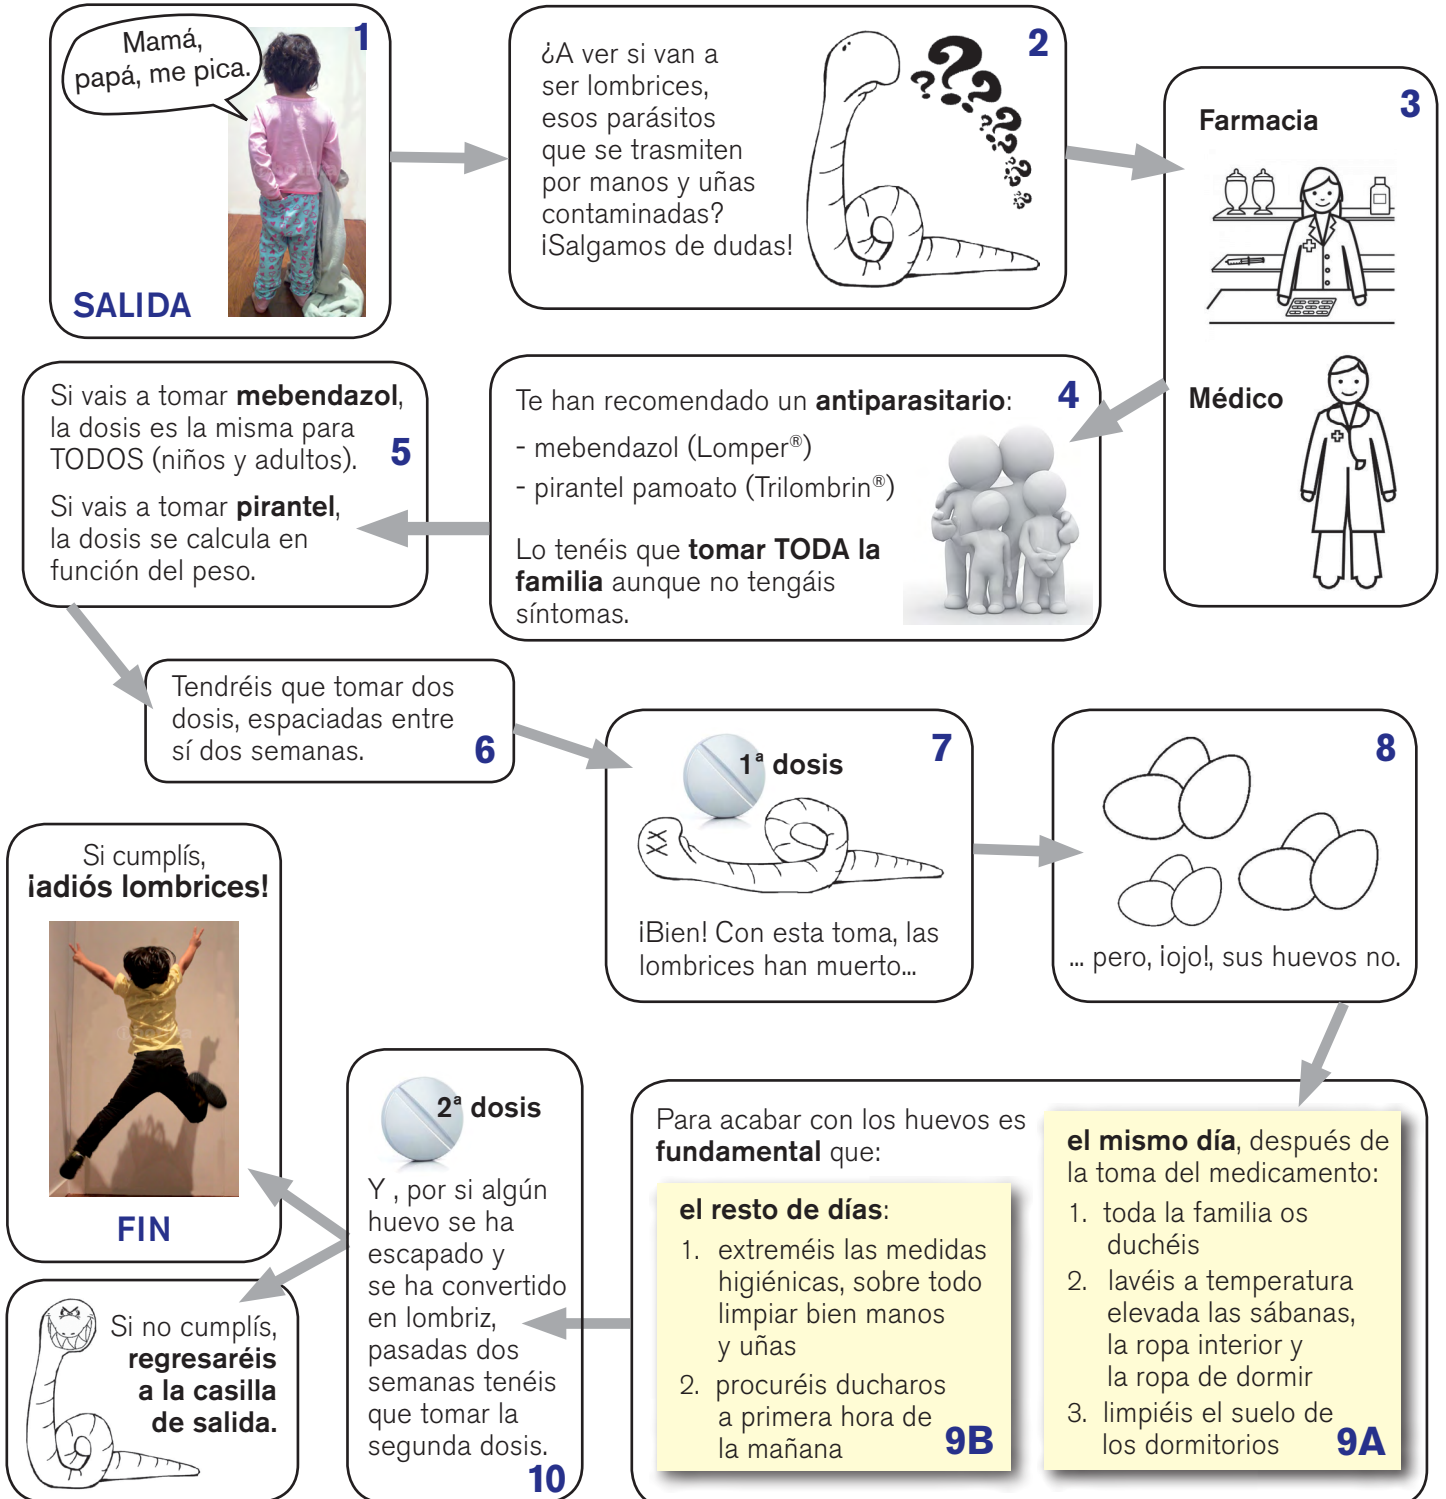 Mamá,
papá, me pica.
1
SALIDA
¿A ver si van a
ser lombrices,
esos parásitos
que se trasmiten
por manos y uñas
contaminadas?
¡Salgamos de dudas!
2
???????
Farmacia
3
Médico
Te han recomendado un antiparasitario:
4
- mebendazol (Lomper®)
- pirantel pamoato (Trilombrin®)
Lo tenéis que tomar TODA la
familia aunque no tengáis
síntomas.
Si vais a tomar mebendazol,
la dosis es la misma para
TODOS (niños y adultos).
5
Si vais a tomar pirantel,
la dosis se calcula en
función del peso.
Tendréis que tomar dos
dosis, espaciadas entre
sí dos semanas.
6
1ª dosis
7
XX
¡Bien! Con esta toma, las
lombrices han muerto...
8
... pero, ¡ojo!, sus huevos no.
Para acabar con los huevos es
fundamental que:
el mismo día, después de
la toma del medicamento:
1. toda la familia os
duchéis
2. lavéis a temperatura
elevada las sábanas,
la ropa interior y
la ropa de dormir
3. limpiéis el suelo de
los dormitorios
9A
el resto de días:
1. extreméis las medidas
higiénicas, sobre todo
limpiar bien manos
y uñas
2. procuréis ducharos
a primera hora de
la mañana
9B
2ª dosis
Y , por si algún
huevo se ha
escapado y
se ha convertido
en lombriz,
pasadas dos
semanas tenéis
que tomar la
segunda dosis.
10
Si cumplís,
¡adiós lombrices!
FIN
Si no cumplís,
regresaréis
a la casilla
de salida.